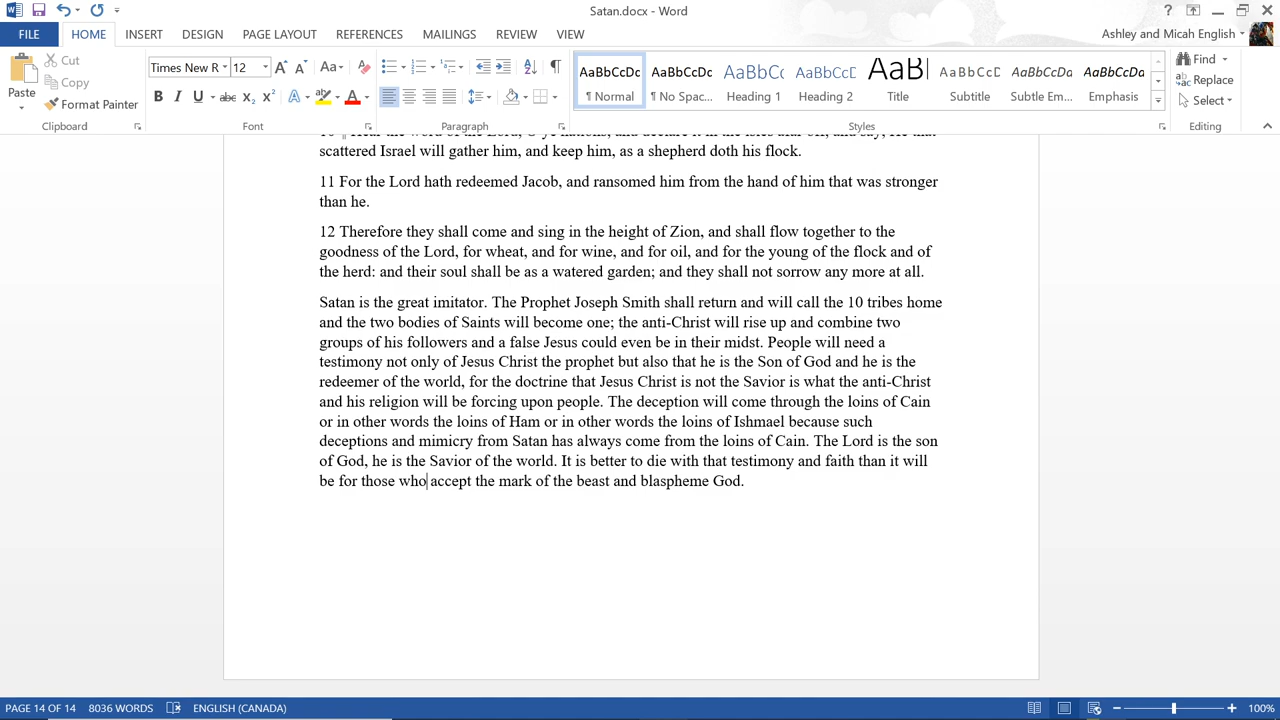 Satan.docx - Word
FILE HOME INSERT DESIGN PAGE LAYOUT REFERENCES MAILINGS REVIEW VIEW Ashley and Micah English
Paste
Cut
Copy
Format Painter
Times New R 12
Find
Replace
Select
AaBbCcDc AaBbCcDc AaBbCc AaBbCcD AaBl AaBbCcD AaBbCcDc AaBbCcDc
¶ Normal ¶ No Spac... Heading 1 Heading 2 Title Subtitle Subtle Em... Emphasis
Clipboard Font Paragraph Styles Editing
scattered Israel will gather him, and keep him, as a shepherd doth his flock.
11 For the Lord hath redeemed Jacob, and ransomed him from the hand of him that was stronger
than he.
12 Therefore they shall come and sing in the height of Zion, and shall flow together to the
goodness of the Lord, for wheat, and for wine, and for oil, and for the young of the flock and of
the herd: and their soul shall be as a watered garden; and they shall not sorrow any more at all.
Satan is the great imitator. The Prophet Joseph Smith shall return and will call the 10 tribes home
and the two bodies of Saints will become one; the anti-Christ will rise up and combine two
groups of his followers and a false Jesus could even be in their midst. People will need a
testimony not only of Jesus Christ the prophet but also that he is the Son of God and he is the
redeemer of the world, for the doctrine that Jesus Christ is not the Savior is what the anti-Christ
and his religion will be forcing upon people. The deception will come through the loins of Cain
or in other words the loins of Ham or in other words the loins of Ishmael because such
deceptions and mimicry from Satan has always come from the loins of Cain. The Lord is the son
of God, he is the Savior of the world. It is better to die with that testimony and faith than it will
be for those who accept the mark of the beast and blaspheme God.
PAGE 14 OF 14 8036 WORDS ENGLISH (CANADA) 100%